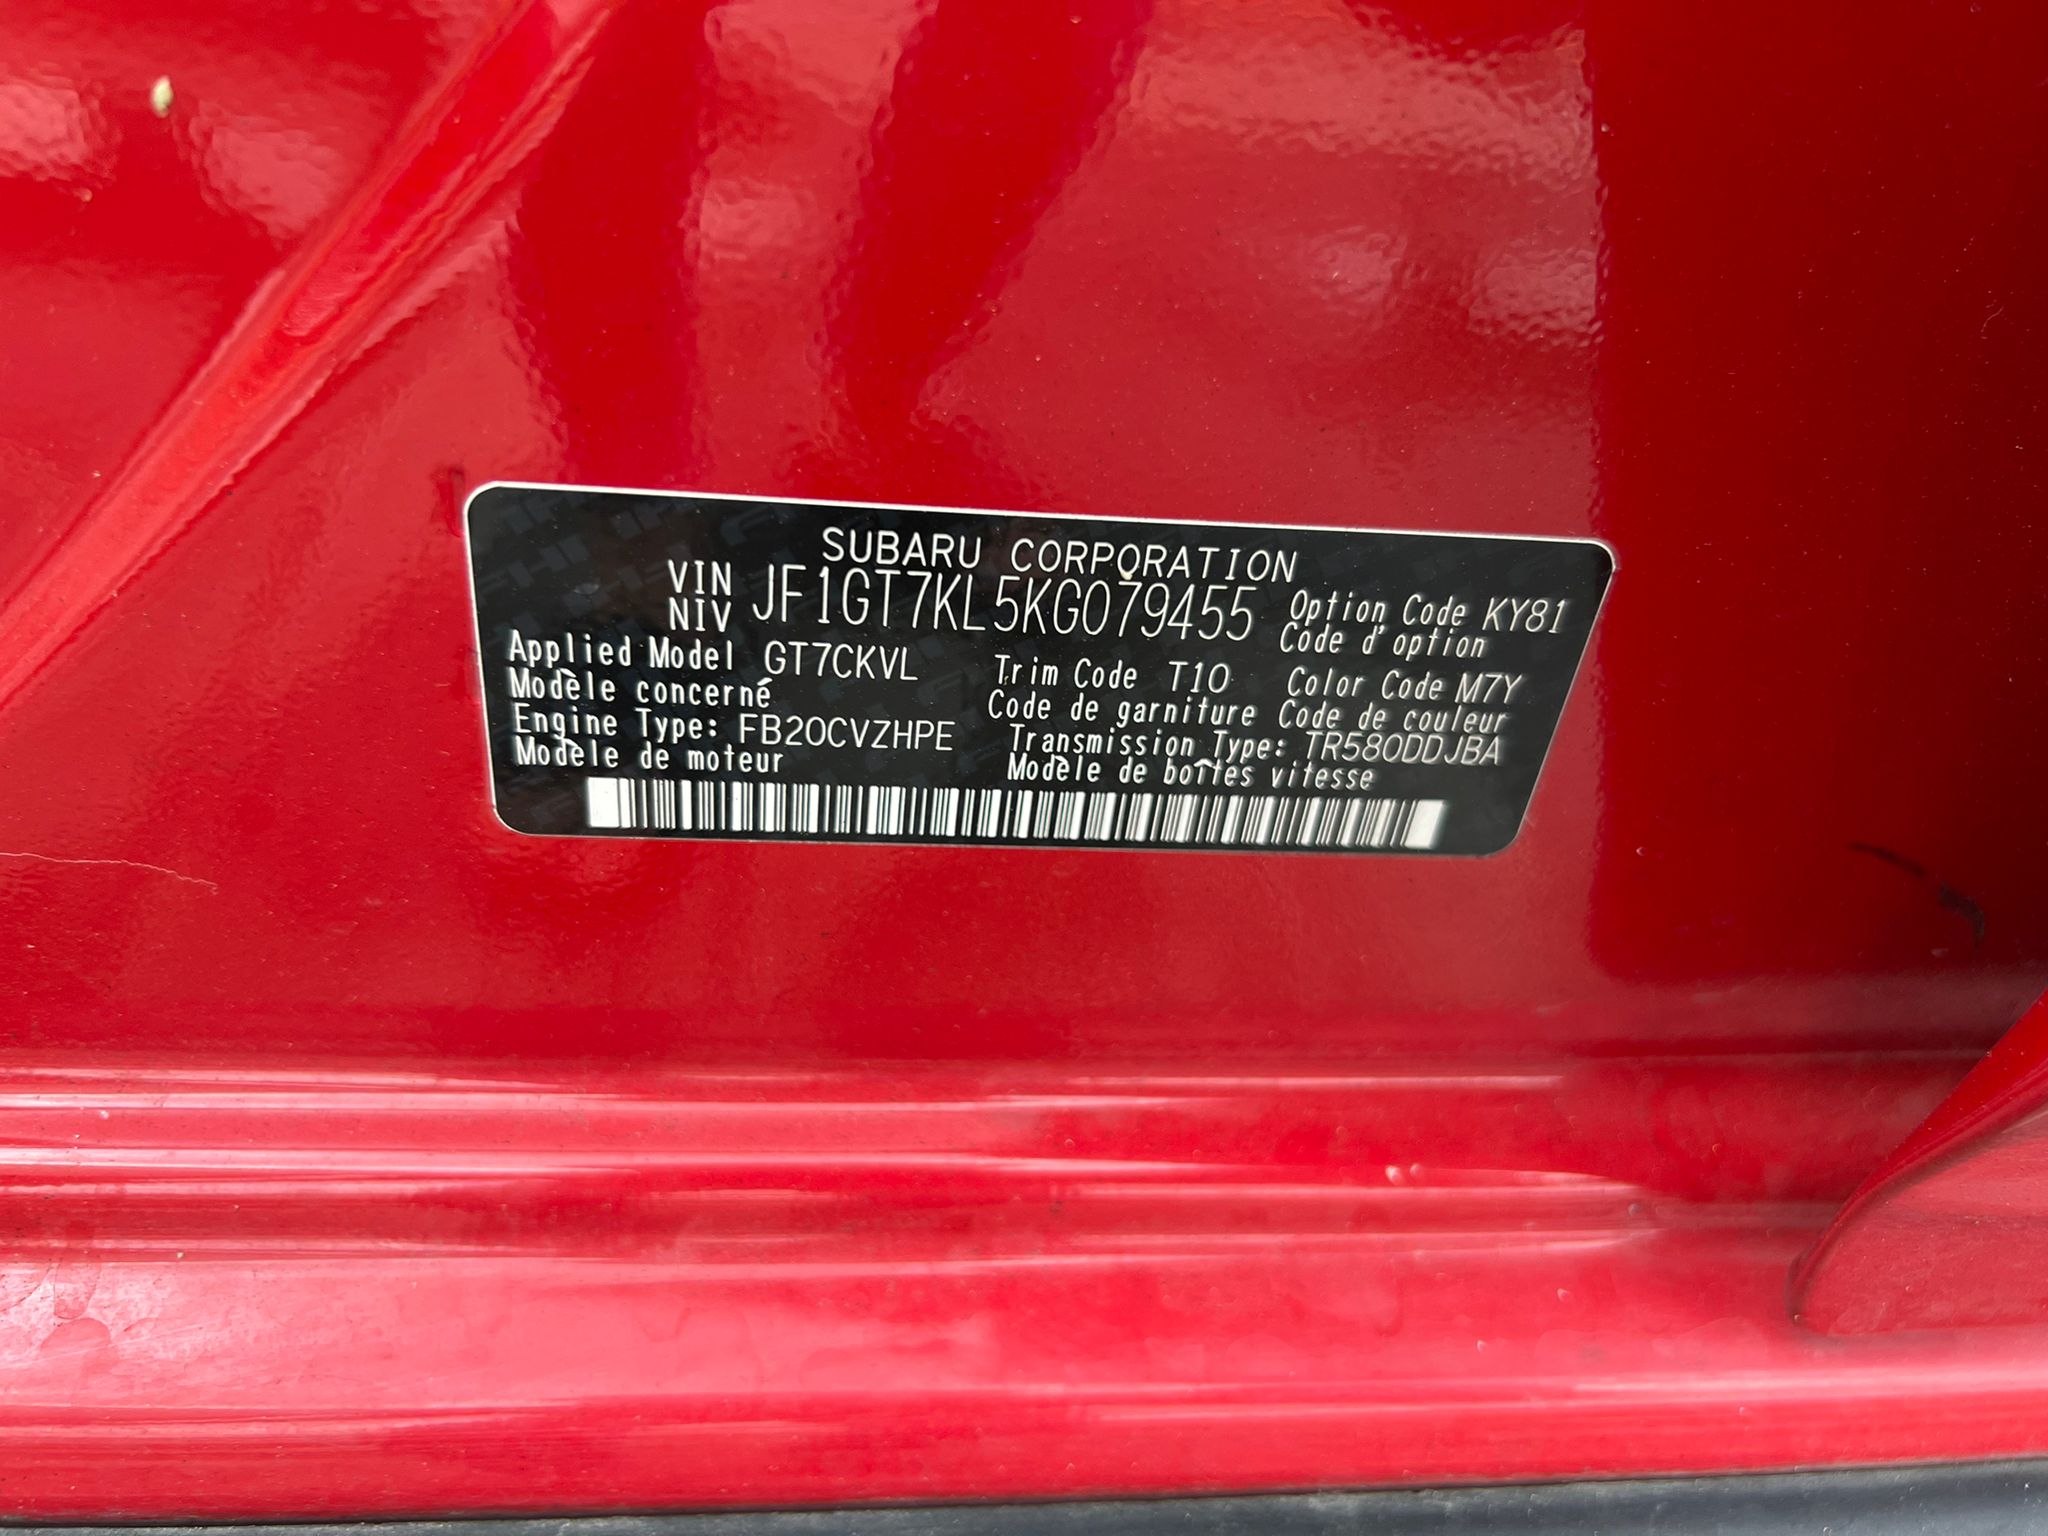 SUBARU CORPORATION
VIN JF1GT7KL5KG079455
NIV
Option Code KY81
Code d'option
Applied Model GT7CKVL
Modèle concerné
Trim Code T10
Code de garniture
Color Code M7Y
Code de couleur
Engine Type: FB20CVZHPE
Modèle de moteur
Transmission Type: TR580DDJBA
Modèle de boîtes vitesse